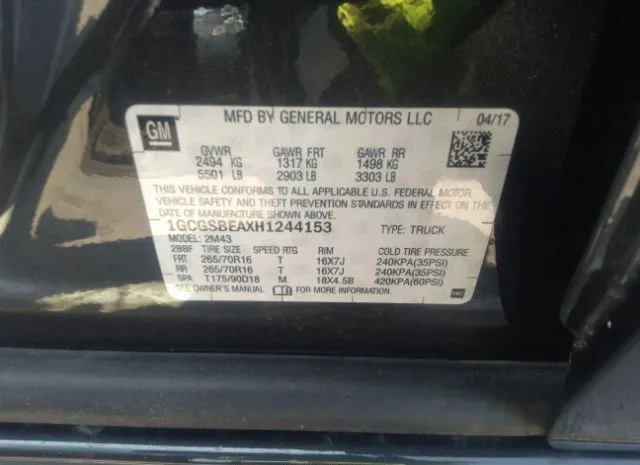 GM
MFD BY GENERAL MOTORS LLC 04/17
GVWR GAWR FRT GAWR RR
2494 KG 1317 KG 1498 KG
5501 LB 2903 LB 3303 LB
THIS VEHICLE CONFORMS TO ALL APPLICABLE U.S. FEDERAL MOTOR
VEHICLE SAFETY AND THEFT PREVENTION STANDARDS IN EFFECT ON
THE DATE OF MANUFACTURE SHOWN ABOVE.
1GCGSBEAXH1244153 TYPE: TRUCK
MODEL: 2M43
2BBF TIRE SIZE SPEED RTG RIM COLD TIRE PRESSURE
FRT 265/70R16 T 16X7J 240KPA(35PSI)
RR 265/70R16 T 16X7J 240KPA(35PSI)
SPA T175/90D18 M 18X4.5B 420KPA(60PSI)
SEE OWNER'S MANUAL FOR MORE INFORMATION